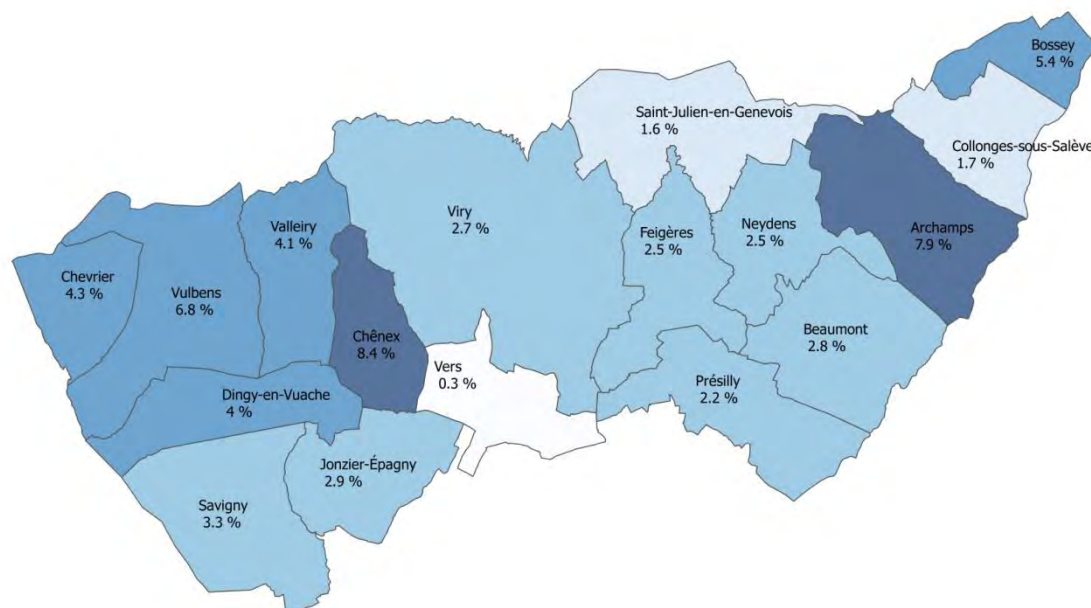 Bossey
5.4 %
Saint-Julien-en-Genevois
1.6 %
Collonges-sous-Salève
1.7 %
Viry
2.7 %
Valleiry
4.1 %
Feigères
2.5 %
Neydens
2.5 %
Archamps
7.9 %
Chevrier
4.3 %
Vulbens
6.8 %
Chênex
8.4 %
Beaumont
2.8 %
Vers
0.3 %
Présilly
2.2 %
Dingy-en-Vuache
4 %
Jonzier-Épagny
2.9 %
Savigny
3.3 %